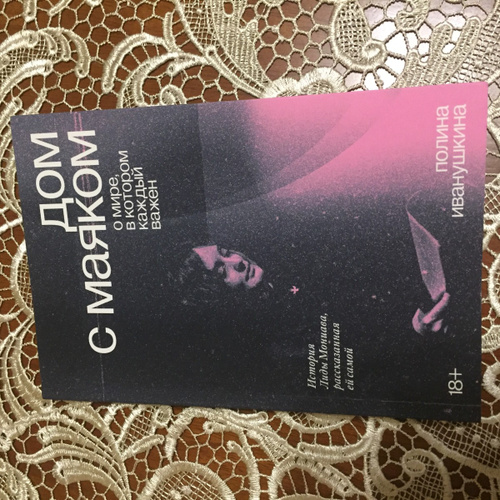 дом
с маяком
о мире,
в котором
каждый
важен
полина
иванушкина
История
Лиды Мониава,
рассказанная
ей самой
18+